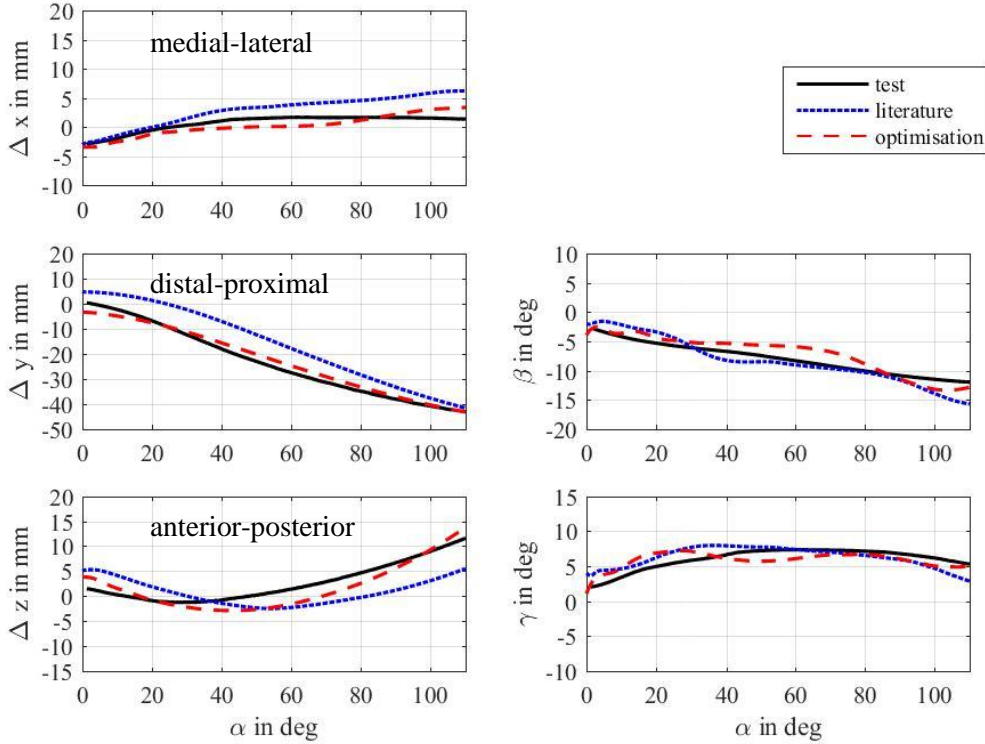 20
15
10
5
0
-5
-10
Δ x in mm
medial-lateral
0 20 40 60 80 100
test
literature
optimisation
20
10
0
-10
-20
-30
-40
-50
Δ y in mm
distal-proximal
0 20 40 60 80 100
10
5
0
-5
-10
-15
-20
β in deg
0 20 40 60 80 100
20
15
10
5
0
-5
-10
-15
Δ z in mm
anterior-posterior
0 20 40 60 80 100
α in deg
15
10
5
0
-5
-10
γ in deg
0 20 40 60 80 100
α in deg